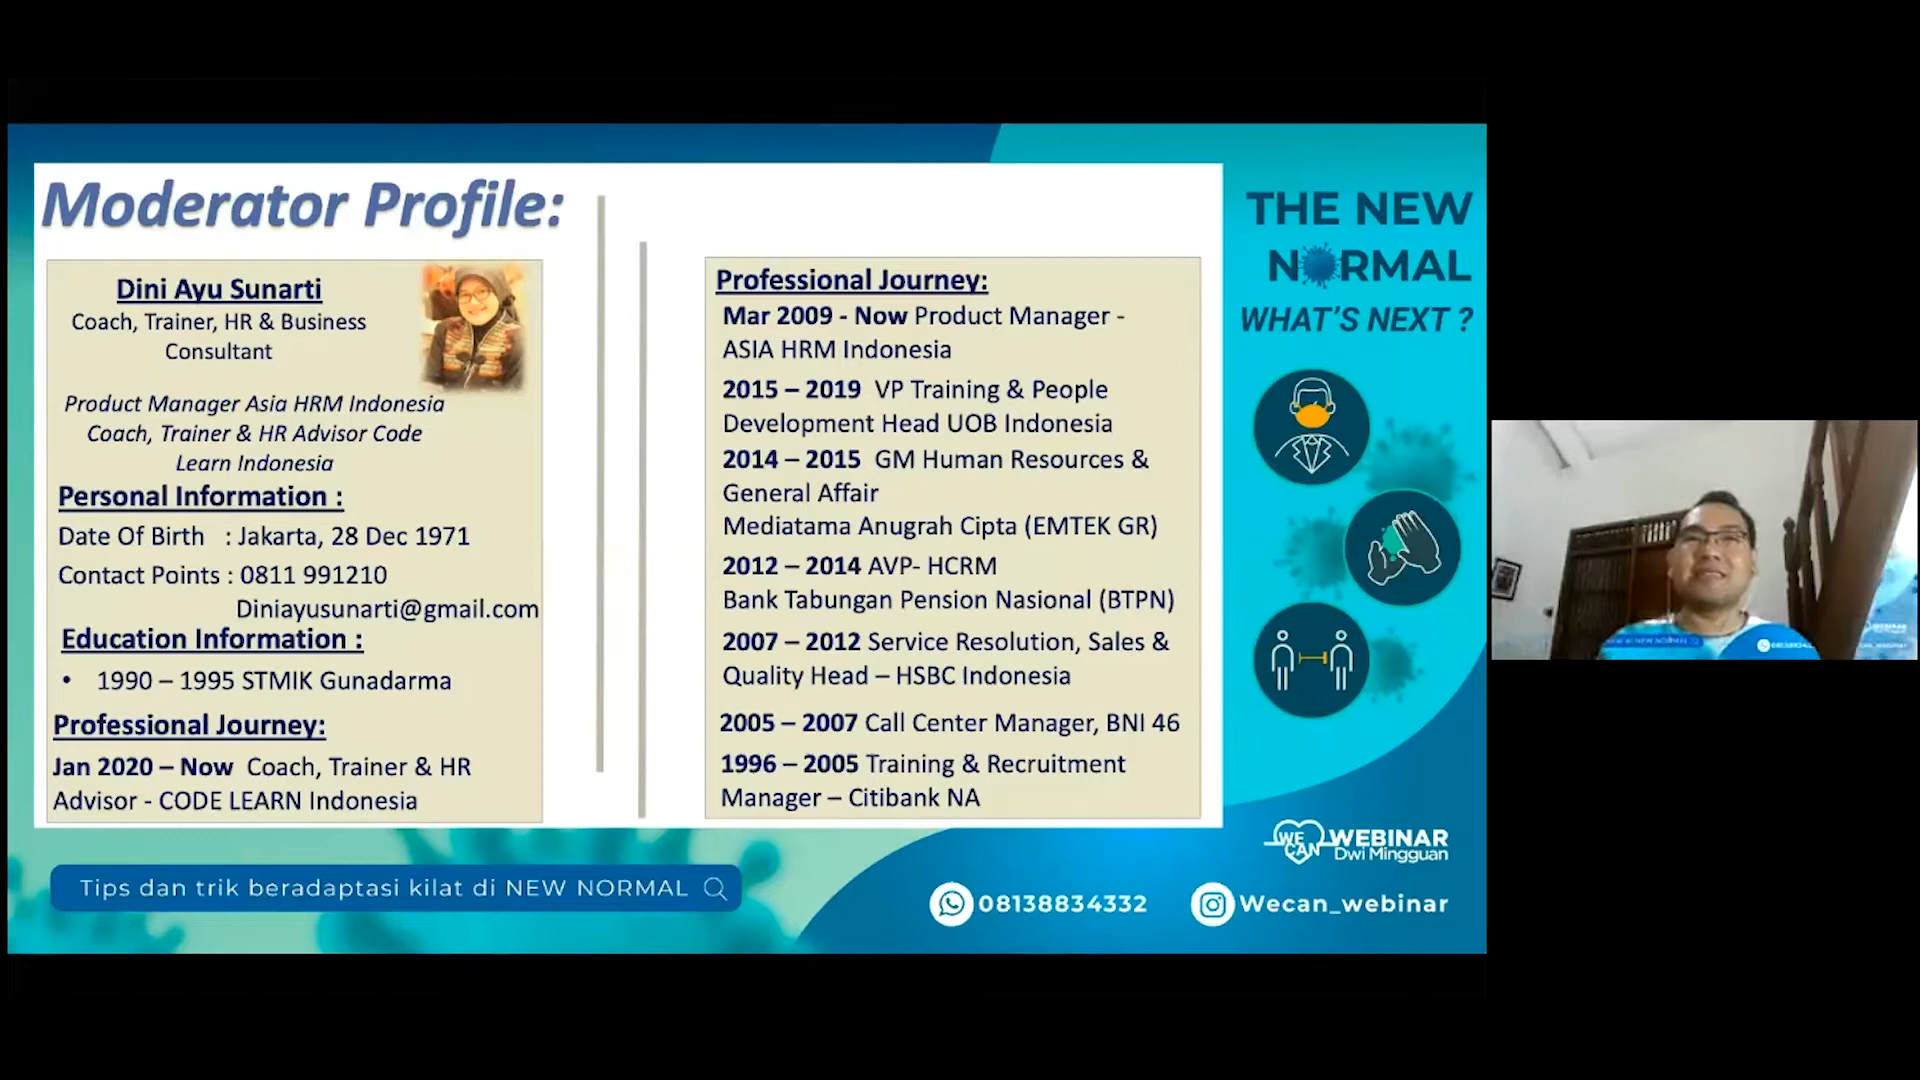 Moderator Profile:
Dini Ayu Sunarti
Coach, Trainer, HR & Business
Consultant
Product Manager Asia HRM Indonesia
Coach, Trainer & HR Advisor Code
Learn Indonesia
Personal Information :
Date Of Birth : Jakarta, 28 Dec 1971
Contact Points : 0811 991210
Diniayusunarti@gmail.com
Education Information :
• 1990 – 1995 STMIK Gunadarma
Professional Journey:
Jan 2020 – Now Coach, Trainer & HR
Advisor - CODE LEARN Indonesia
Professional Journey:
Mar 2009 - Now Product Manager -
ASIA HRM Indonesia
2015 – 2019 VP Training & People
Development Head UOB Indonesia
2014 – 2015 GM Human Resources &
General Affair
Mediatama Anugrah Cipta (EMTEK GR)
2012 – 2014 AVP- HCRM
Bank Tabungan Pension Nasional (BTPN)
2007 – 2012 Service Resolution, Sales &
Quality Head – HSBC Indonesia
2005 – 2007 Call Center Manager, BNI 46
1996 – 2005 Training & Recruitment
Manager – Citibank NA
THE NEW
NORMAL
WHAT'S NEXT ?
WE CAN WEBINAR
Dwi Mingguan
Tips dan trik beradaptasi kilat di NEW NORMAL
08138834332
Wecan_webinar